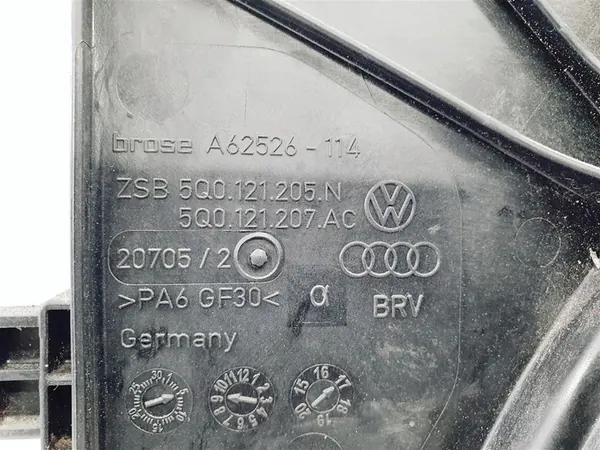 brose A62526-114
ZSB 5Q0.121.205.N
5Q0.121.207.AC
20705/2
>PA6 GF30<
BRV
Germany